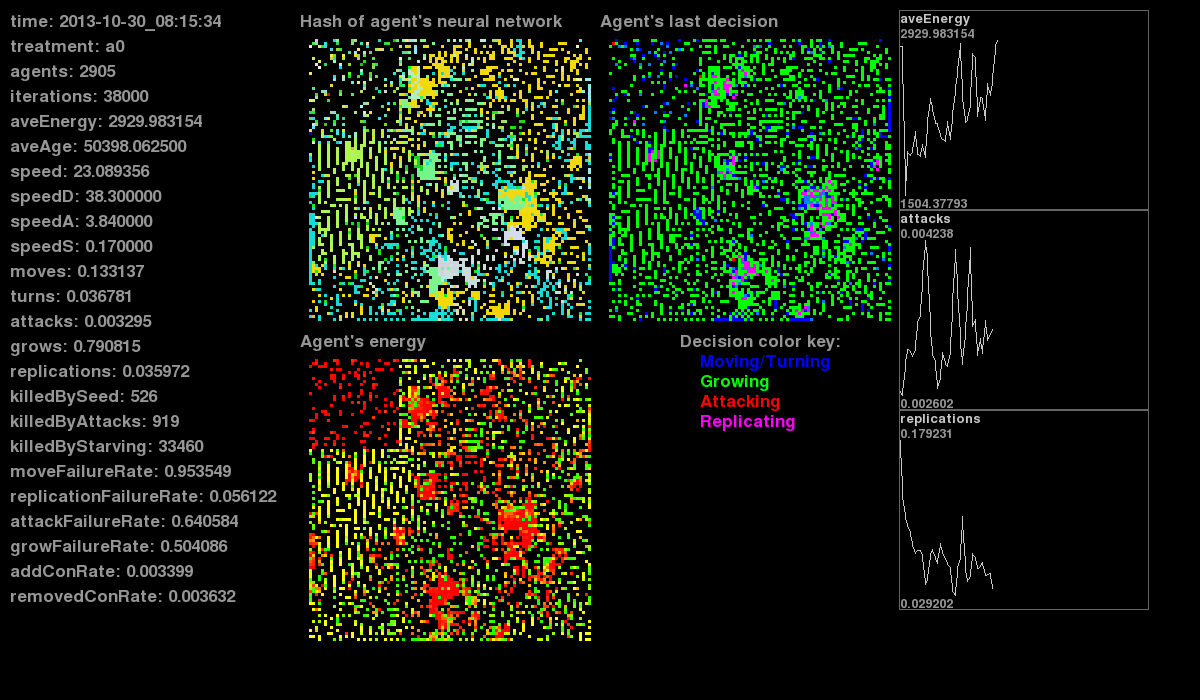 time: 2013-10-30_08:15:34
treatment: a0
agents: 2905
iterations: 38000
aveEnergy: 2929.983154
aveAge: 50398.062500
speed: 23.089356
speedD: 38.300000
speedA: 3.840000
speedS: 0.170000
moves: 0.133137
turns: 0.036781
attacks: 0.003295
grows: 0.790815
replications: 0.035972
killedBySeed: 526
killedByAttacks: 919
killedByStarving: 33460
moveFailureRate: 0.953549
replicationFailureRate: 0.056122
attackFailureRate: 0.640584
growFailureRate: 0.504086
addConRate: 0.003399
removedConRate: 0.003632
Hash of agent's neural network
Agent's last decision
Agent's energy
Decision color key:
Moving/Turning
Growing
Attacking
Replicating
aveEnergy
2929.983154
1504.37793
attacks
0.004238
0.002602
replications
0.179231
0.029202